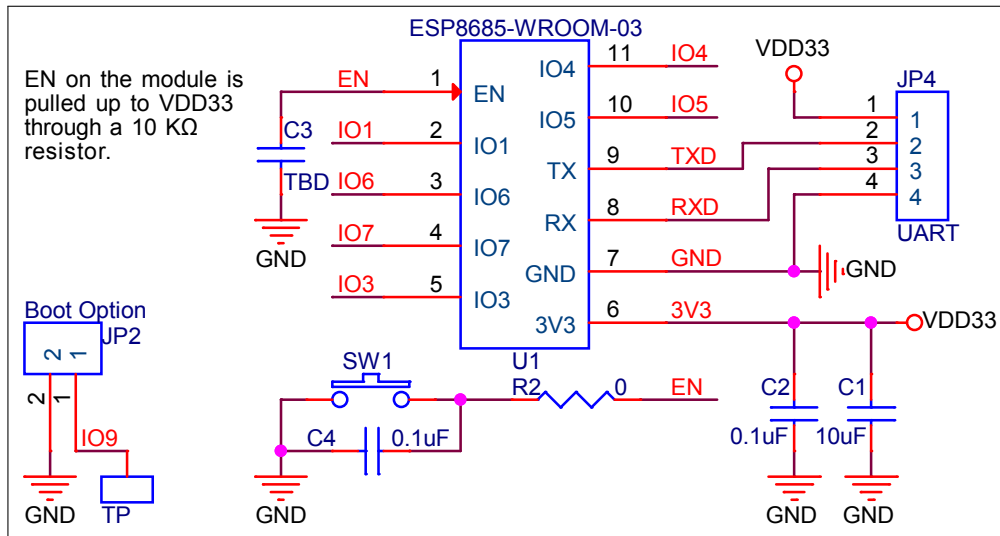 ESP8685-WROOM-03
EN on the module is
pulled up to VDD33
through a 10 KΩ
resistor.
EN
1
EN
C3
TBD
GND
IO1
2
IO1
IO6
3
IO6
IO7
4
IO7
IO3
5
IO3
IO4
11
IO4
IO5
10
IO5
TX
9
TXD
RX
8
RXD
GND
7
GND
3V3
6
3V3
U1
VDD33
JP4
1
1
2
2
3
3
4
4
UART
GND
VDD33
Boot Option
JP2
2
1
2
1
IO9
GND
TP
SW1
R2
0
EN
C4
0.1uF
GND
C2
0.1uF
C1
10uF
GND
GND